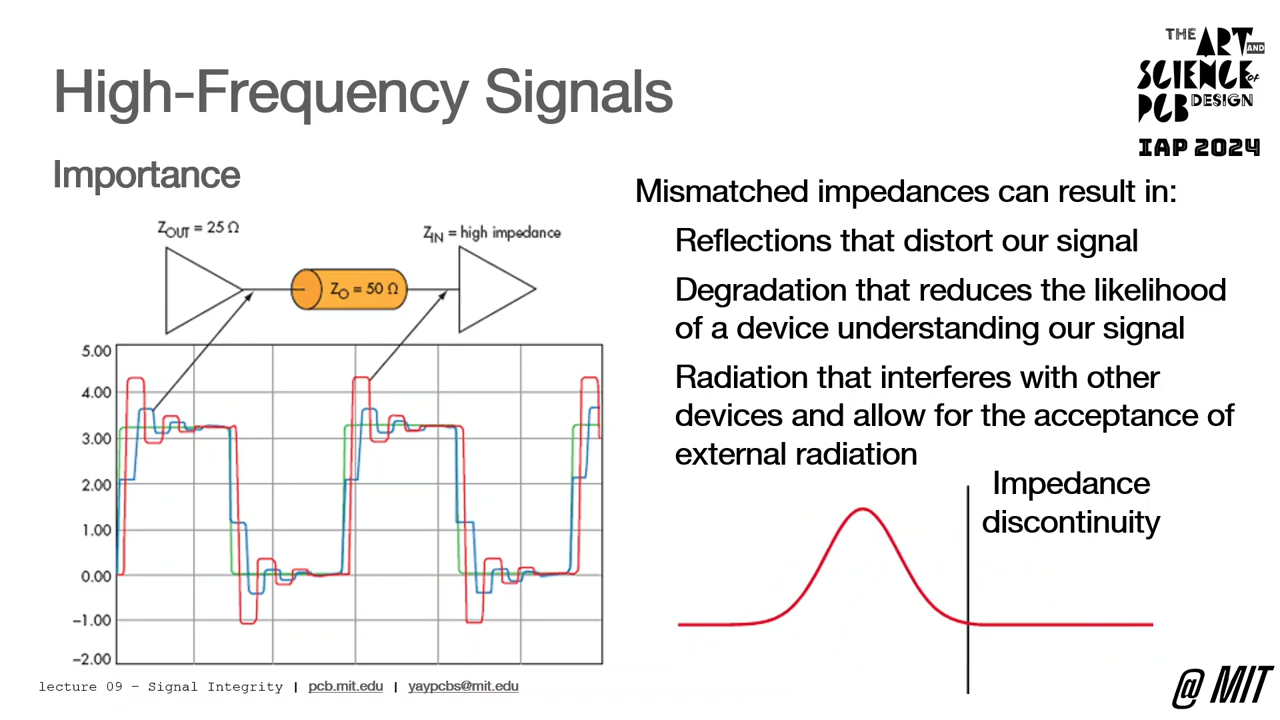 High-Frequency Signals
THE ART AND
SCIENCE OF
PCB DESIGN
IAP 2024
Importance
Mismatched impedances can result in:
Reflections that distort our signal
Degradation that reduces the likelihood
of a device understanding our signal
Radiation that interferes with other
devices and allow for the acceptance of
external radiation
Impedance
discontinuity
ZOUT = 25 Ω
ZIN = high impedance
ZO = 50 Ω
5.00
4.00
3.00
2.00
1.00
0.00
−1.00
−2.00
lecture 09 – Signal Integrity | pcb.mit.edu | yaypcbs@mit.edu
@ MIT